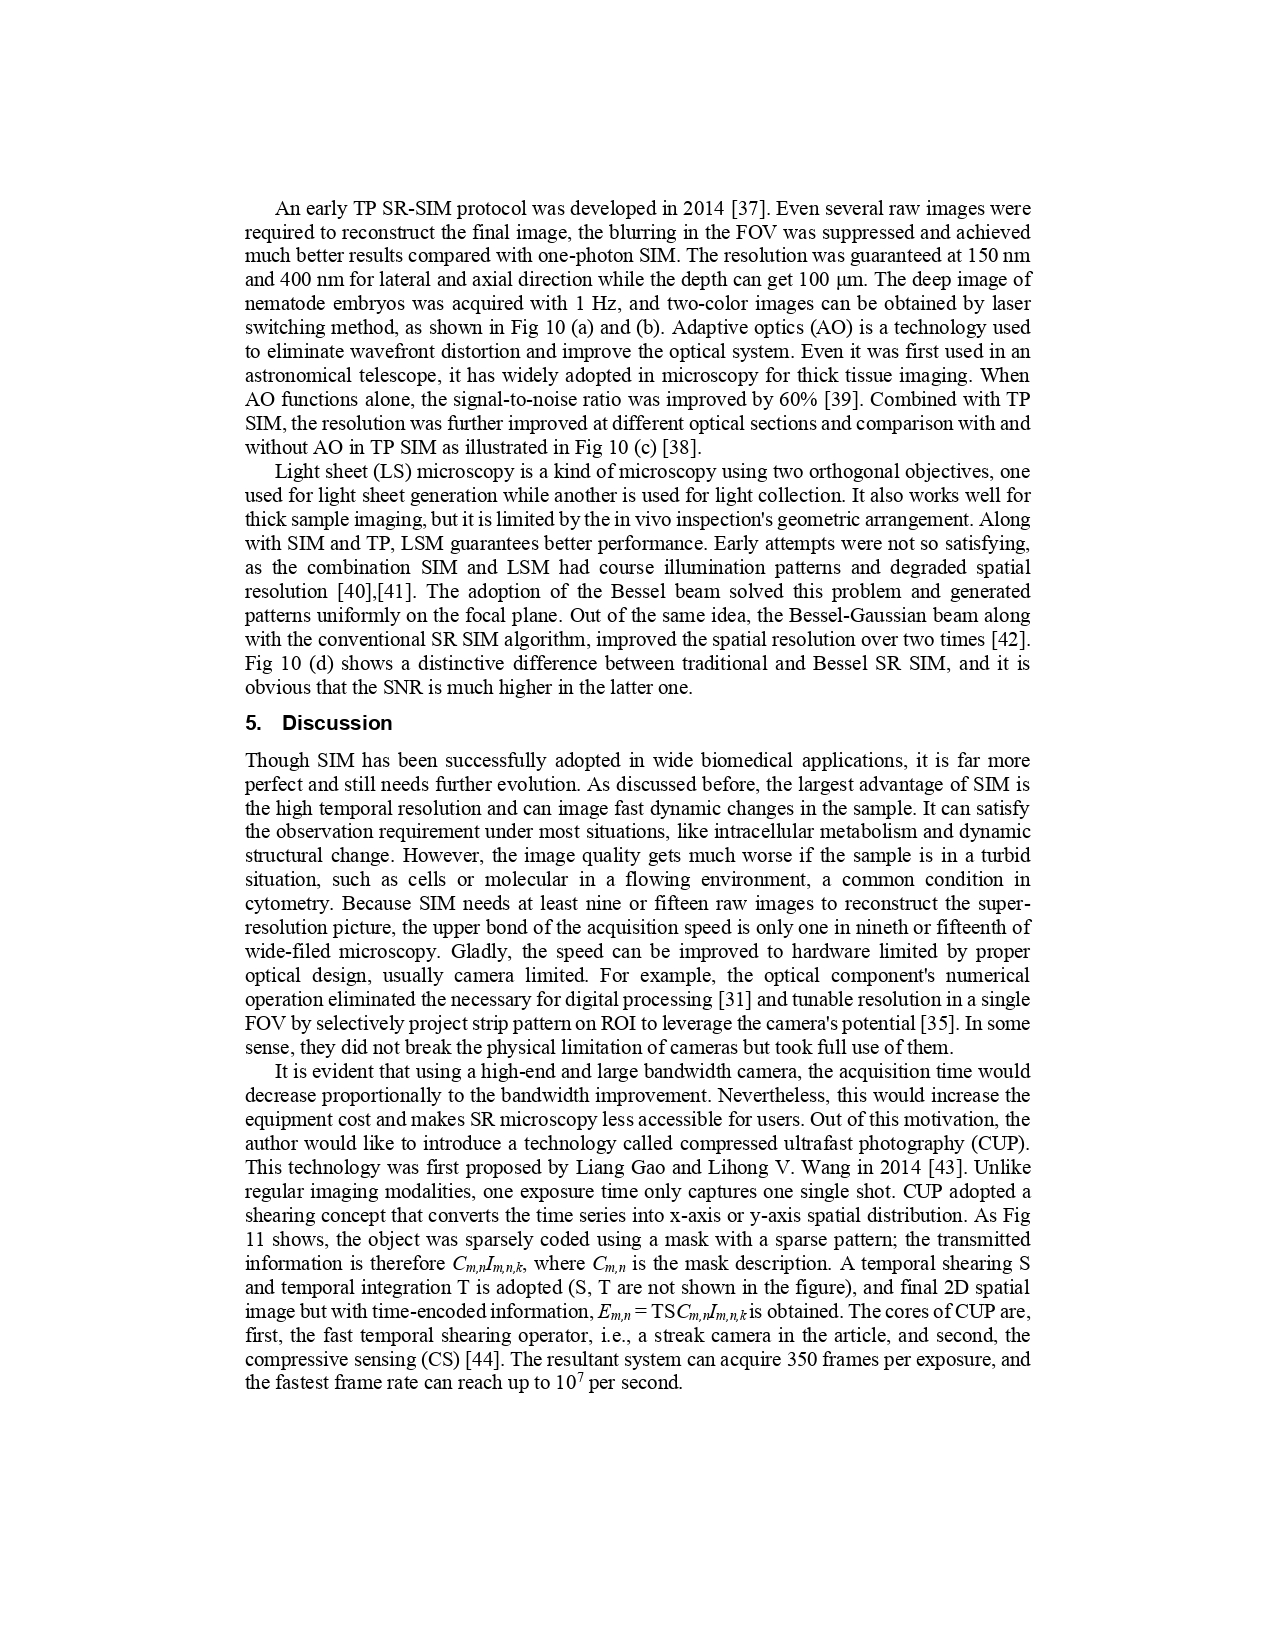 An early TP SR-SIM protocol was developed in 2014 [37]. Even several raw images were
required to reconstruct the final image, the blurring in the FOV was suppressed and achieved
much better results compared with one-photon SIM. The resolution was guaranteed at 150 nm
and 400 nm for lateral and axial direction while the depth can get 100 μm. The deep image of
nematode embryos was acquired with 1 Hz, and two-color images can be obtained by laser
switching method, as shown in Fig 10 (a) and (b). Adaptive optics (AO) is a technology used
to eliminate wavefront distortion and improve the optical system. Even it was first used in an
astronomical telescope, it has widely adopted in microscopy for thick tissue imaging. When
AO functions alone, the signal-to-noise ratio was improved by 60% [39]. Combined with TP
SIM, the resolution was further improved at different optical sections and comparison with and
without AO in TP SIM as illustrated in Fig 10 (c) [38].
Light sheet (LS) microscopy is a kind of microscopy using two orthogonal objectives, one
used for light sheet generation while another is used for light collection. It also works well for
thick sample imaging, but it is limited by the in vivo inspection's geometric arrangement. Along
with SIM and TP, LSM guarantees better performance. Early attempts were not so satisfying,
as the combination SIM and LSM had course illumination patterns and degraded spatial
resolution [40],[41]. The adoption of the Bessel beam solved this problem and generated
patterns uniformly on the focal plane. Out of the same idea, the Bessel-Gaussian beam along
with the conventional SR SIM algorithm, improved the spatial resolution over two times [42].
Fig 10 (d) shows a distinctive difference between traditional and Bessel SR SIM, and it is
obvious that the SNR is much higher in the latter one.
5. Discussion
Though SIM has been successfully adopted in wide biomedical applications, it is far more
perfect and still needs further evolution. As discussed before, the largest advantage of SIM is
the high temporal resolution and can image fast dynamic changes in the sample. It can satisfy
the observation requirement under most situations, like intracellular metabolism and dynamic
structural change. However, the image quality gets much worse if the sample is in a turbid
situation, such as cells or molecular in a flowing environment, a common condition in
cytometry. Because SIM needs at least nine or fifteen raw images to reconstruct the super-
resolution picture, the upper bond of the acquisition speed is only one in nineth or fifteenth of
wide-filed microscopy. Gladly, the speed can be improved to hardware limited by proper
optical design, usually camera limited. For example, the optical component's numerical
operation eliminated the necessary for digital processing [31] and tunable resolution in a single
FOV by selectively project strip pattern on ROI to leverage the camera's potential [35]. In some
sense, they did not break the physical limitation of cameras but took full use of them.
It is evident that using a high-end and large bandwidth camera, the acquisition time would
decrease proportionally to the bandwidth improvement. Nevertheless, this would increase the
equipment cost and makes SR microscopy less accessible for users. Out of this motivation, the
author would like to introduce a technology called compressed ultrafast photography (CUP).
This technology was first proposed by Liang Gao and Lihong V. Wang in 2014 [43]. Unlike
regular imaging modalities, one exposure time only captures one single shot. CUP adopted a
shearing concept that converts the time series into x-axis or y-axis spatial distribution. As Fig
11 shows, the object was sparsely coded using a mask with a sparse pattern; the transmitted
information is therefore Cm,nIm,n,k, where Cm,n is the mask description. A temporal shearing S
and temporal integration T is adopted (S, T are not shown in the figure), and final 2D spatial
image but with time-encoded information, Em,n = TSCm,nIm,n,k is obtained. The cores of CUP are,
first, the fast temporal shearing operator, i.e., a streak camera in the article, and second, the
compressive sensing (CS) [44]. The resultant system can acquire 350 frames per exposure, and
the fastest frame rate can reach up to 10⁷ per second.